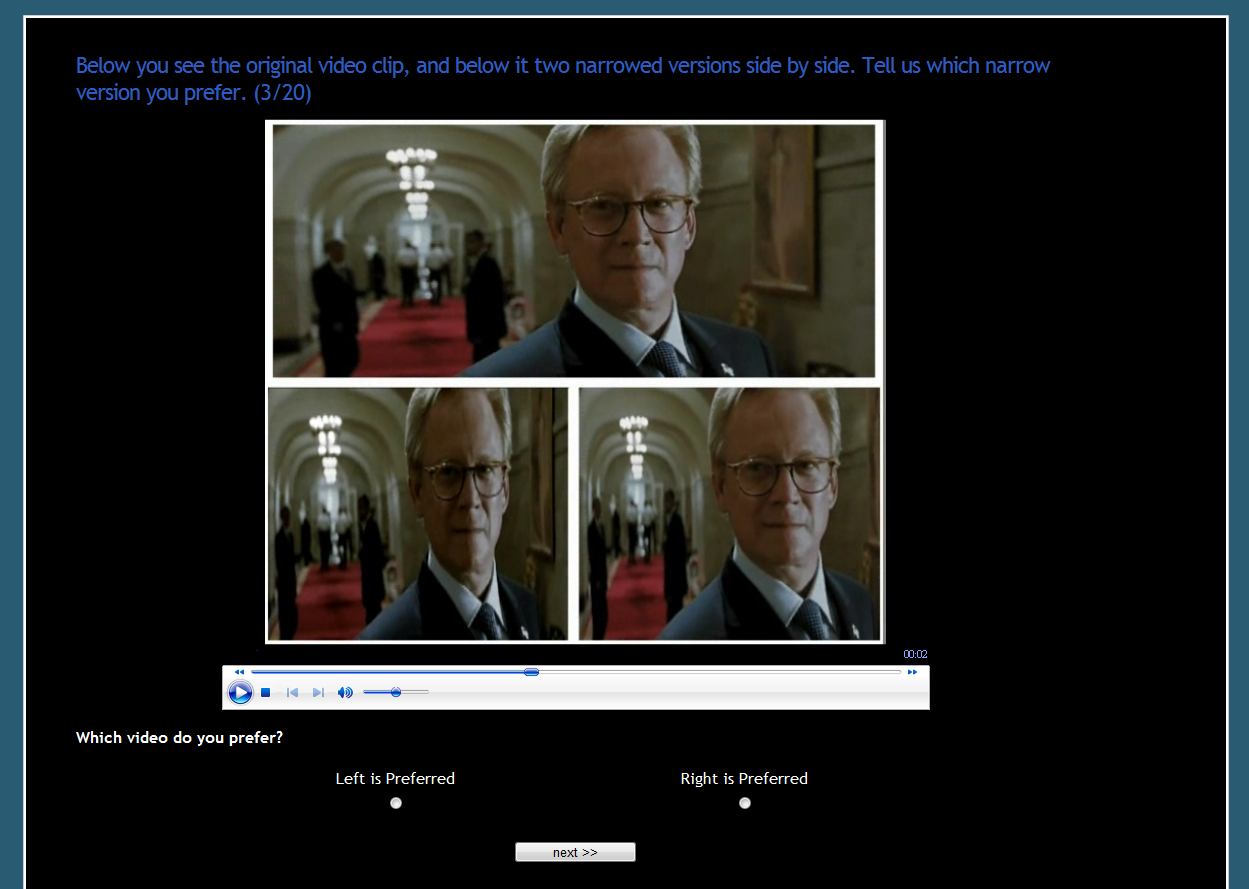 Below you see the original video clip, and below it two narrowed versions side by side. Tell us which narrow
version you prefer. (3/20)
00:02
Which video do you prefer?
Left is Preferred
Right is Preferred
next >>